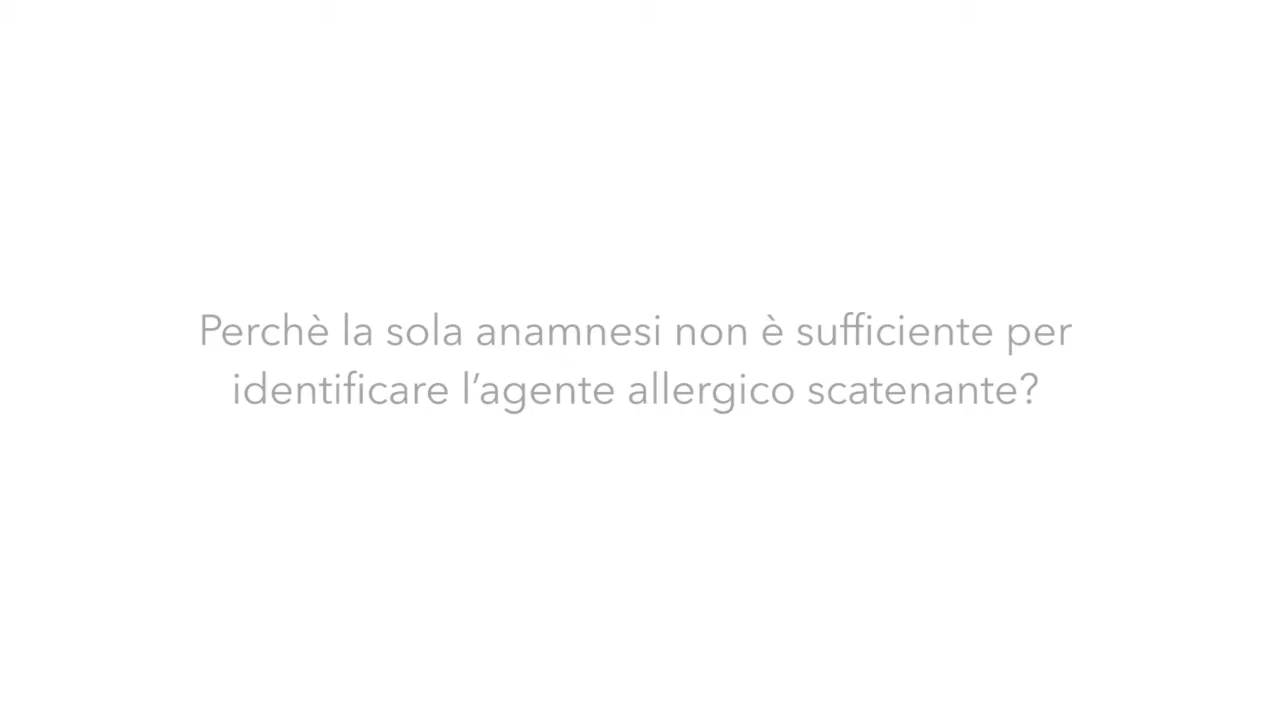 Perchè la sola anamnesi non è sufficiente per
identificare l’agente allergico scatenante?